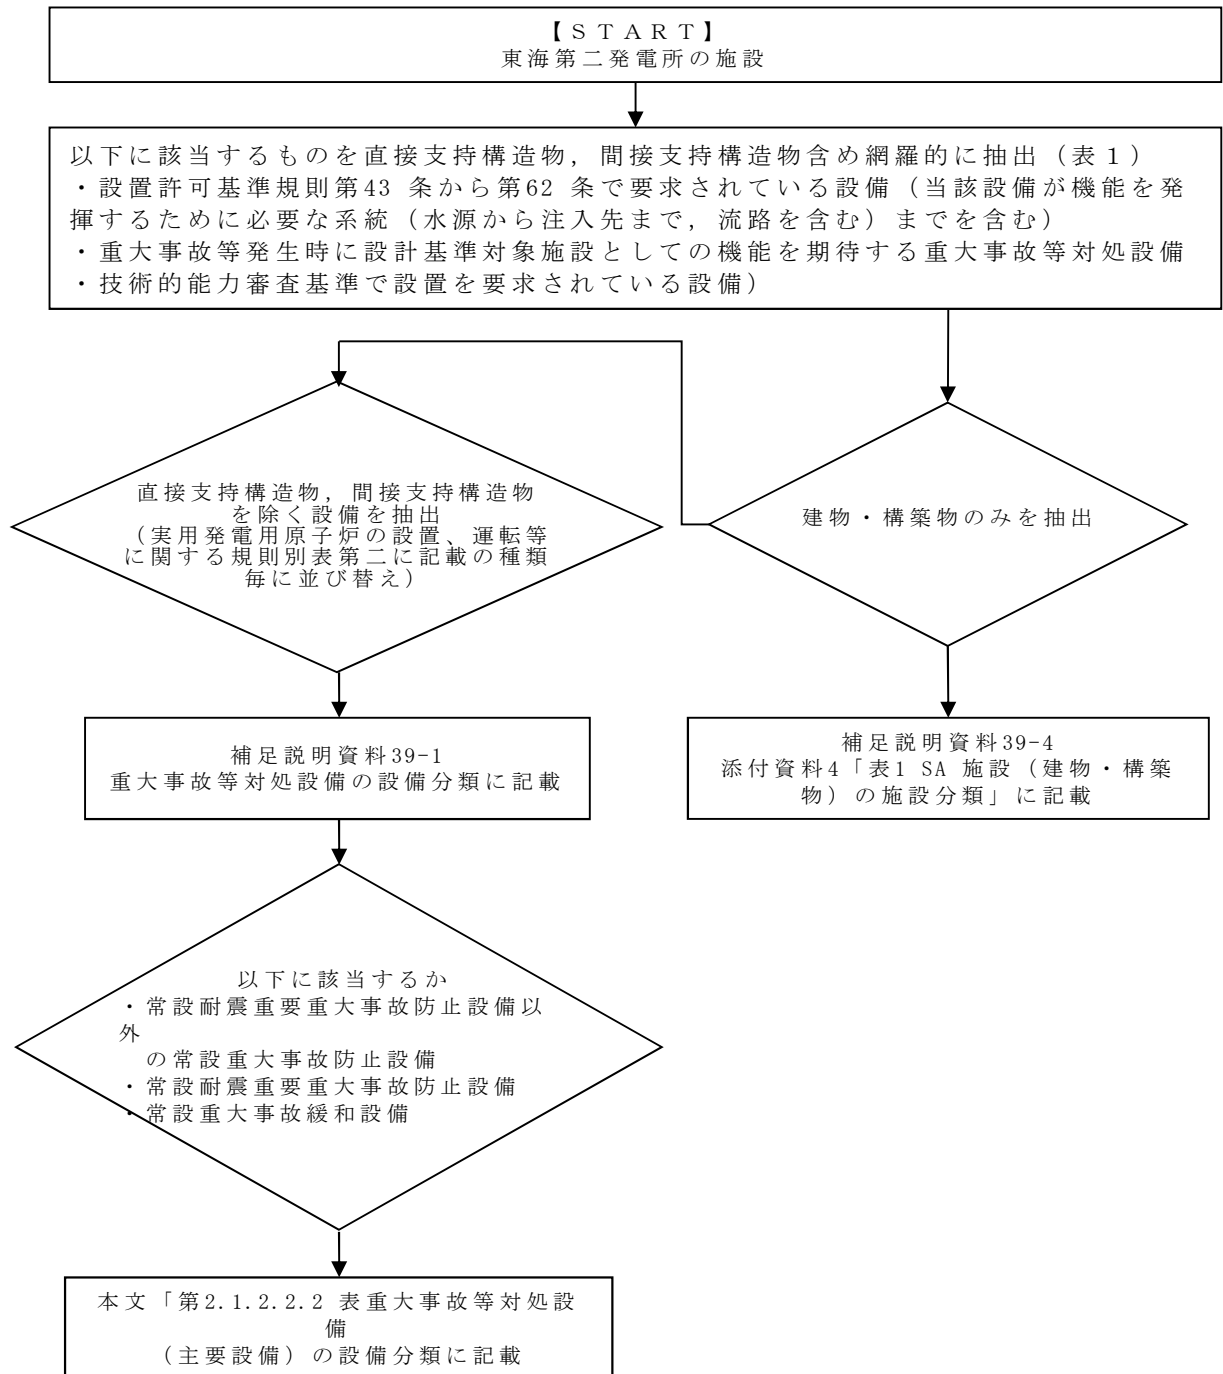 【ＳＴＡＲＴ】
東海第二発電所の施設
以下に該当するものを直接支持構造物，間接支持構造物含め網羅的に抽出（表１）
・設置許可基準規則第43 条から第62 条で要求されている設備（当該設備が機能を発
揮するために必要な系統（水源から注入先まで，流路を含む）までを含む）
・重大事故等発生時に設計基準対象施設としての機能を期待する重大事故等対処設備
・技術的能力審査基準で設置を要求されている設備）
直接支持構造物，間接支持構造物
を除く設備を抽出
（実用発電用原子炉の設置、運転等
に関する規則別表第二に記載の種類
毎に並び替え）
建物・構築物のみを抽出
補足説明資料39-1
重大事故等対処設備の設備分類に記載
補足説明資料39-4
添付資料4「表1 SA 施設（建物・構築
物）の施設分類」に記載
以下に該当するか
・常設耐震重要重大事故防止設備以
外
の常設重大事故防止設備
・常設耐震重要重大事故防止設備
・常設重大事故緩和設備
本文「第2.1.2.2.2 表重大事故等対処設
備
（主要設備）の設備分類に記載